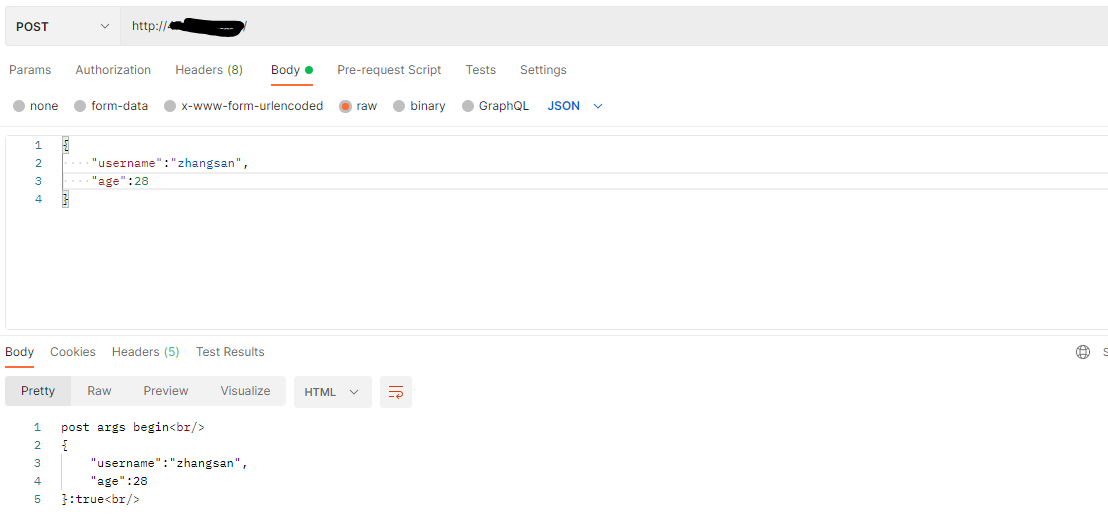 POST http:// /
Params Authorization Headers (8) Body Pre-request Script Tests Settings
none form-data x-www-form-urlencoded raw binary GraphQL JSON
1 {
2 "username":"zhangsan",
3 "age":28
4 }
Body Cookies Headers (5) Test Results
Pretty Raw Preview Visualize HTML
1 post args begin<br/>
2 {
3 "username":"zhangsan",
4 "age":28
5 }:true<br/>